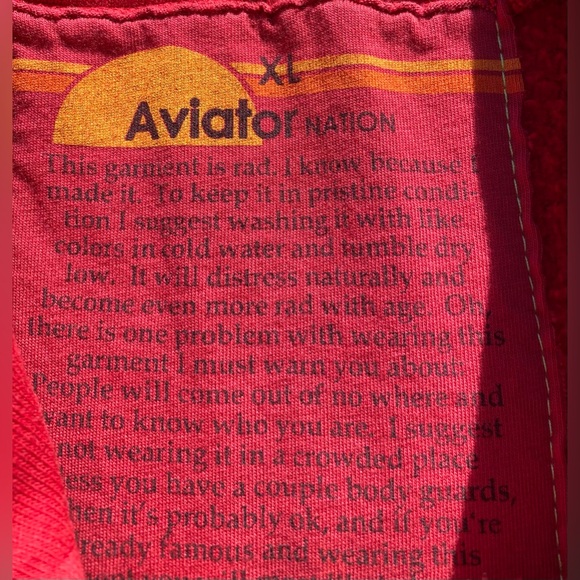 XL
Aviator NATION
This garment is rad. I know because I
made it. To keep it in pristine condi-
tion I suggest washing it with like
colors in cold water and tumble dry
low. It will distress naturally and
become even more rad with age. Oh,
there is one problem with wearing this
garment I must warn you about.
People will come out of no where and
want to know who you are. I suggest
not wearing it in a crowded place
less you have a couple body guards,
hen it's probably ok, and if you're
lready famous and wearing this